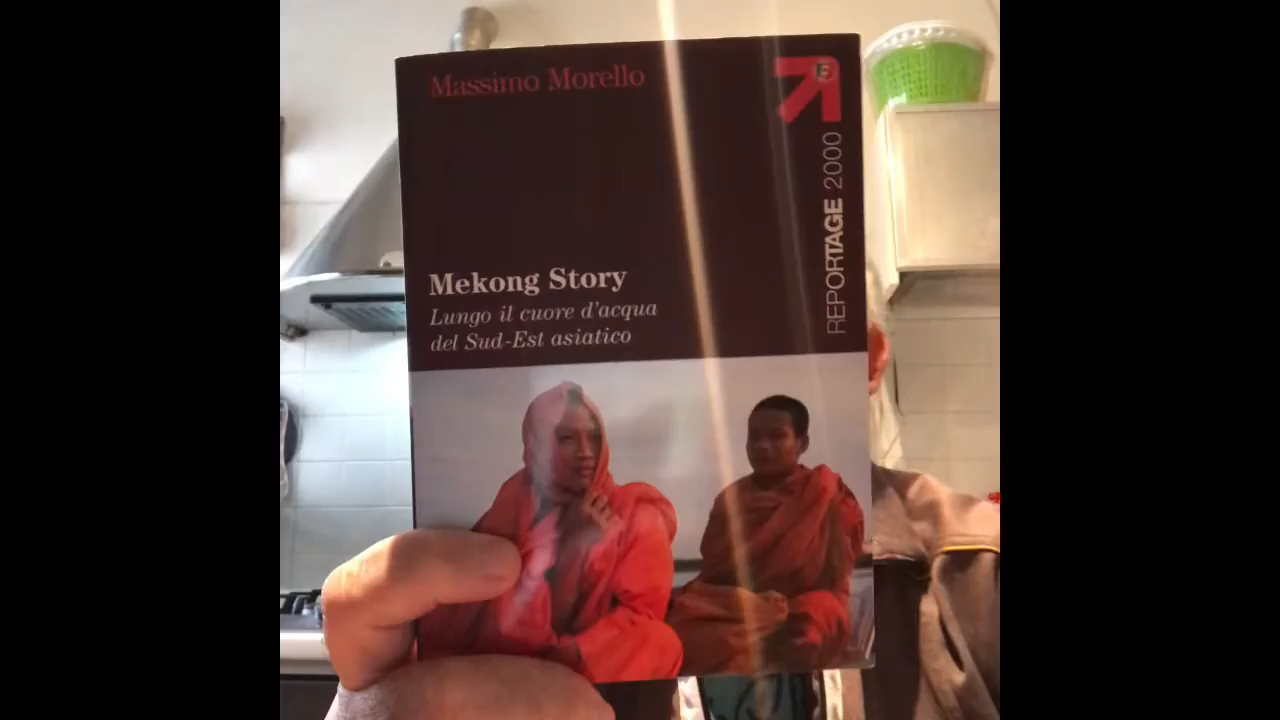 Massimo Morello
REPORTAGE 2000
Mekong Story
Lungo il cuore d'acqua
del Sud-Est asiatico